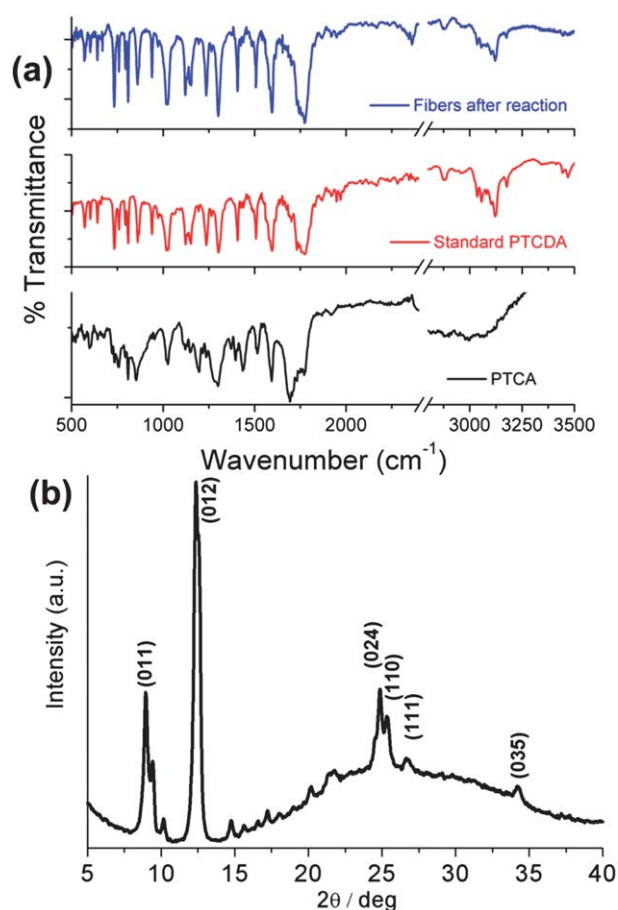 (a)
% Transmittance
Fibers after reaction
Standard PTCDA
PTCA
500 1000 1500 2000 3000 3250 3500
Wavenumber (cm-1)
(b)
Intensity (a.u.)
(011)
(012)
(024)
(110)
(111)
(035)
5 10 15 20 25 30 35 40
2θ / deg